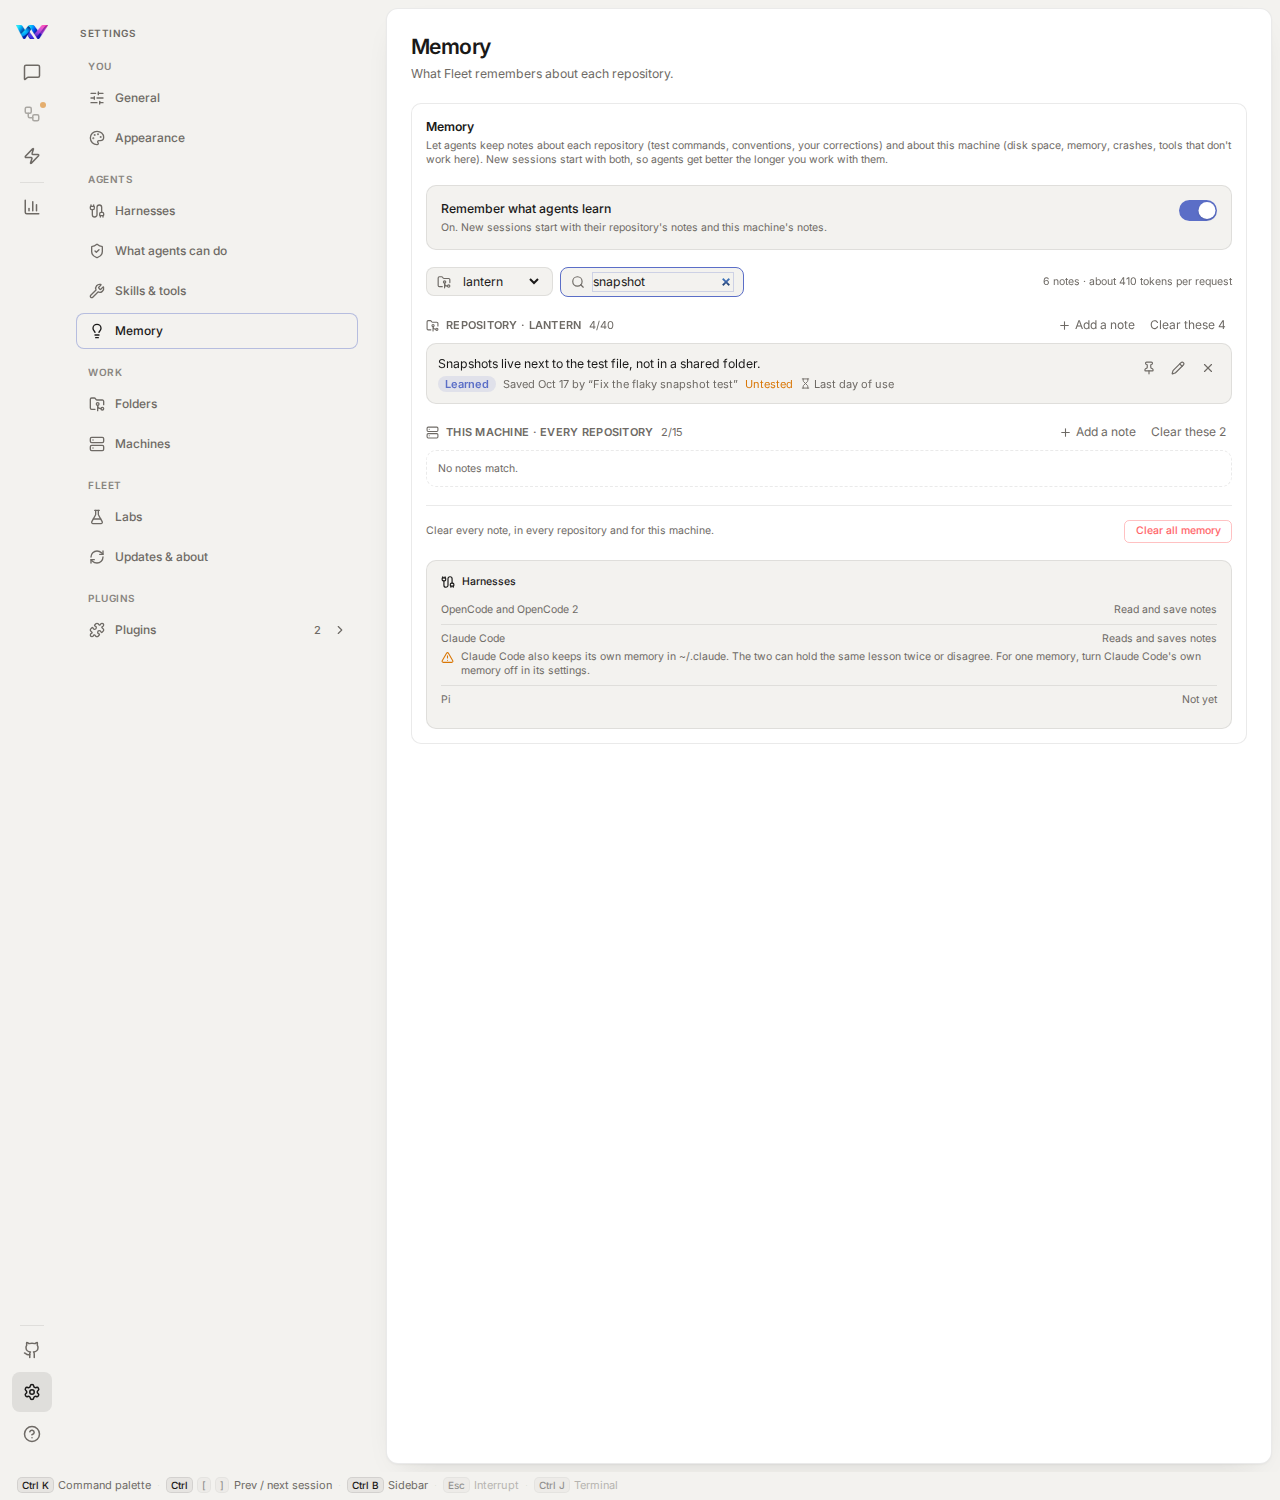 SETTINGS
YOU
General
Appearance
AGENTS
Harnesses
What agents can do
Skills & tools
Memory
WORK
Folders
Machines
FLEET
Labs
Updates & about
PLUGINS
Plugins 2
Memory
What Fleet remembers about each repository.
Memory
Let agents keep notes about each repository (test commands, conventions, your corrections) and about this machine (disk space, memory, crashes, tools that don't
work here). New sessions start with both, so agents get better the longer you work with them.
Remember what agents learn
On. New sessions start with their repository's notes and this machine's notes.
lantern snapshot 6 notes · about 410 tokens per request
REPOSITORY · LANTERN 4/40 Add a note Clear these 4
Snapshots live next to the test file, not in a shared folder.
Learned Saved Oct 17 by “Fix the flaky snapshot test” Untested Last day of use
THIS MACHINE · EVERY REPOSITORY 2/15 Add a note Clear these 2
No notes match.
Clear every note, in every repository and for this machine. Clear all memory
Harnesses
OpenCode and OpenCode 2 Read and save notes
Claude Code Reads and saves notes
Claude Code also keeps its own memory in ~/.claude. The two can hold the same lesson twice or disagree. For one memory, turn Claude Code's own
memory off in its settings.
Pi Not yet
Ctrl K Command palette Ctrl [ ] Prev / next session Ctrl B Sidebar Esc Interrupt Ctrl J Terminal